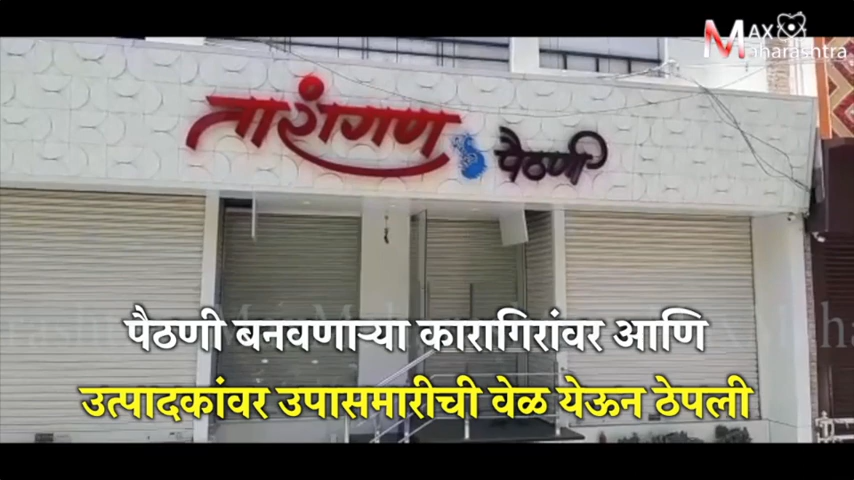 MAX
Maharashtra
तारांगण पैठणी
पैठणी बनवणाऱ्या कारागिरांवर आणि
उत्पादकांवर उपासमारीची वेळ येऊन ठेपली